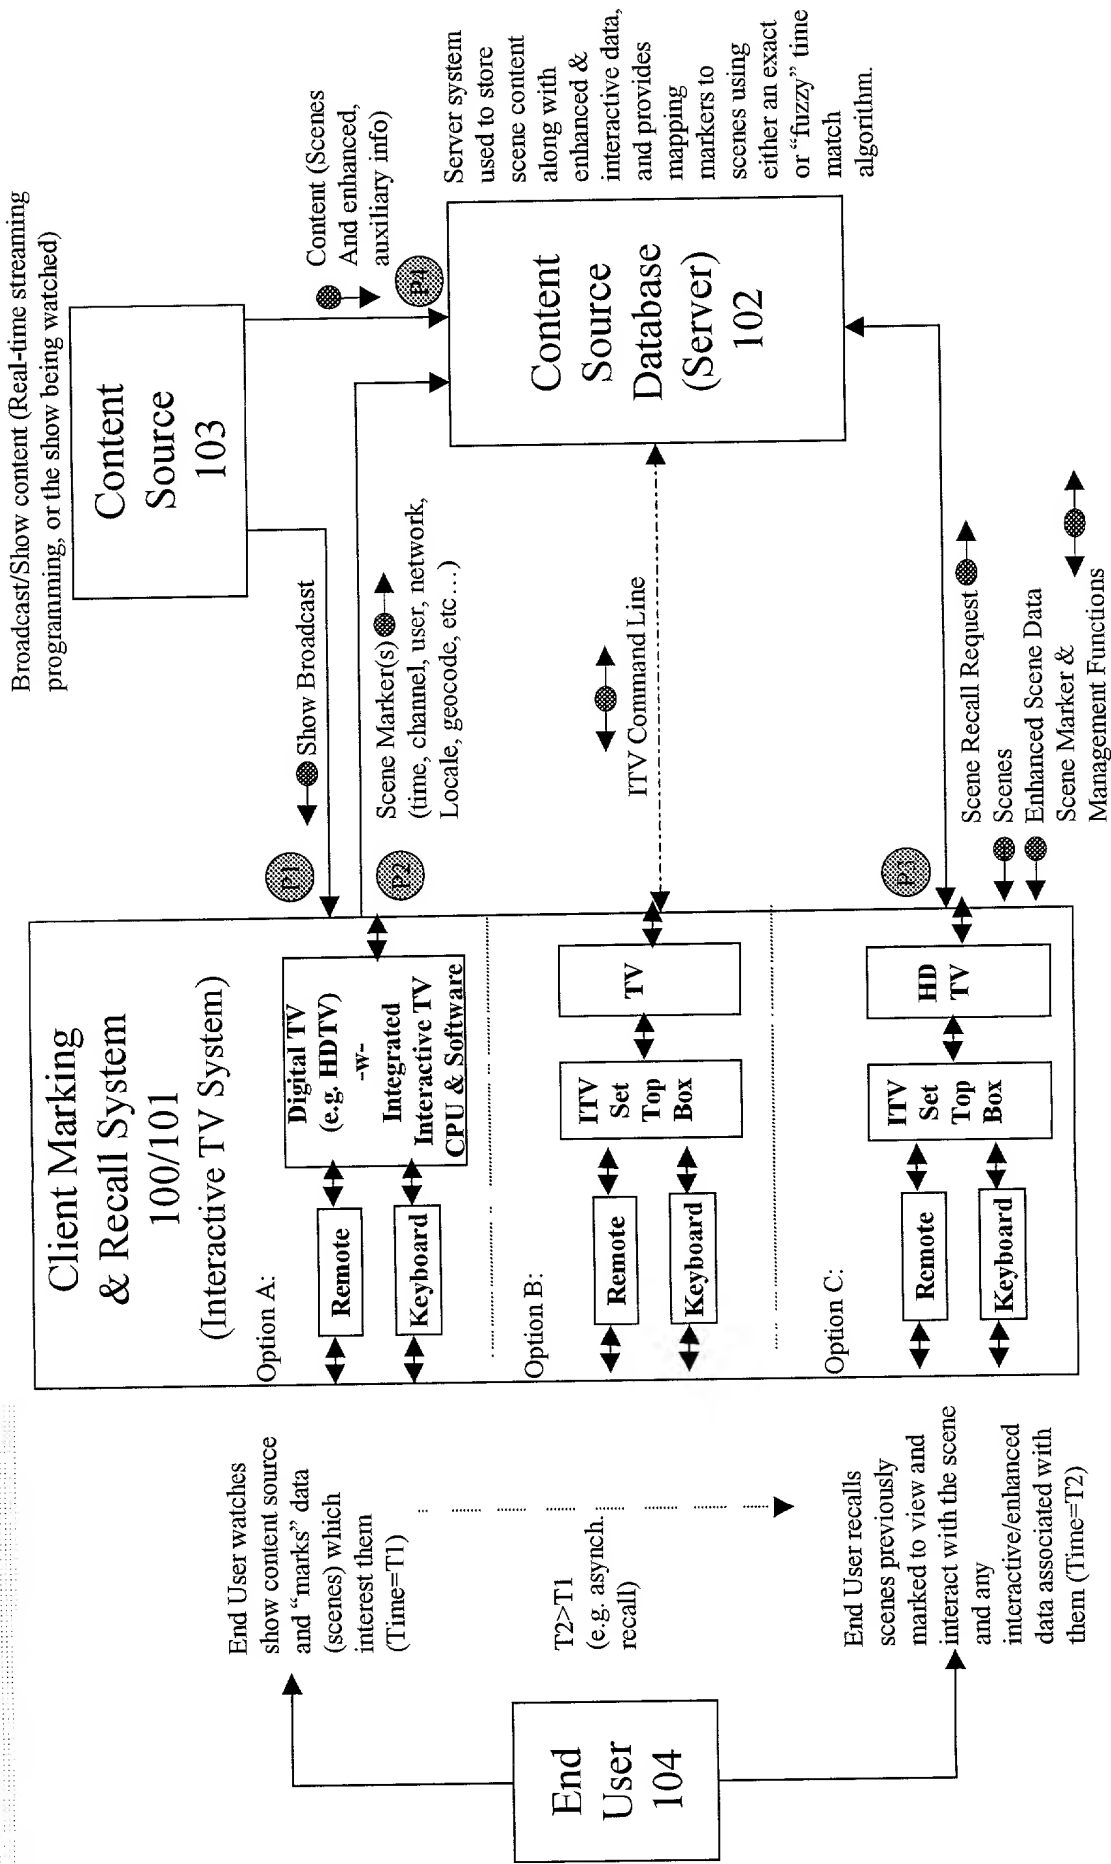 Broadcast/Show content (Real-time streaming
programming, or the show being watched)
Content
Source
103
Content (Scenes
And enhanced,
auxiliary info)
P4
Server system
used to store
scene content
along with
enhanced &
interactive data,
and provides
mapping
markers to
scenes using
either an exact
or “fuzzy” time
match
algorithm.
Content
Source
Database
(Server)
102
Show Broadcast
P1
Scene Marker(s)
(time, channel, user, network,
Locale, geocode, etc…)
P2
ITV Command Line
P3
Scene Recall Request
Scenes
Enhanced Scene Data
Scene Marker &
Management Functions
Client Marking
& Recall System
100/101
(Interactive TV System)
Option A:
Remote
Keyboard
Digital TV
(e.g. HDTV)
-w-
Integrated
Interactive TV
CPU & Software
Option B:
Remote
Keyboard
ITV
Set
Top
Box
TV
Option C:
Remote
Keyboard
ITV
Set
Top
Box
HD
TV
End User watches
show content source
and “marks” data
(scenes) which
interest them
(Time=T1)
T2>T1
(e.g. asynch.
recall)
End User recalls
scenes previously
marked to view and
interact with the scene
and any
interactive/enhanced
data associated with
them (Time=T2)
End
User
104